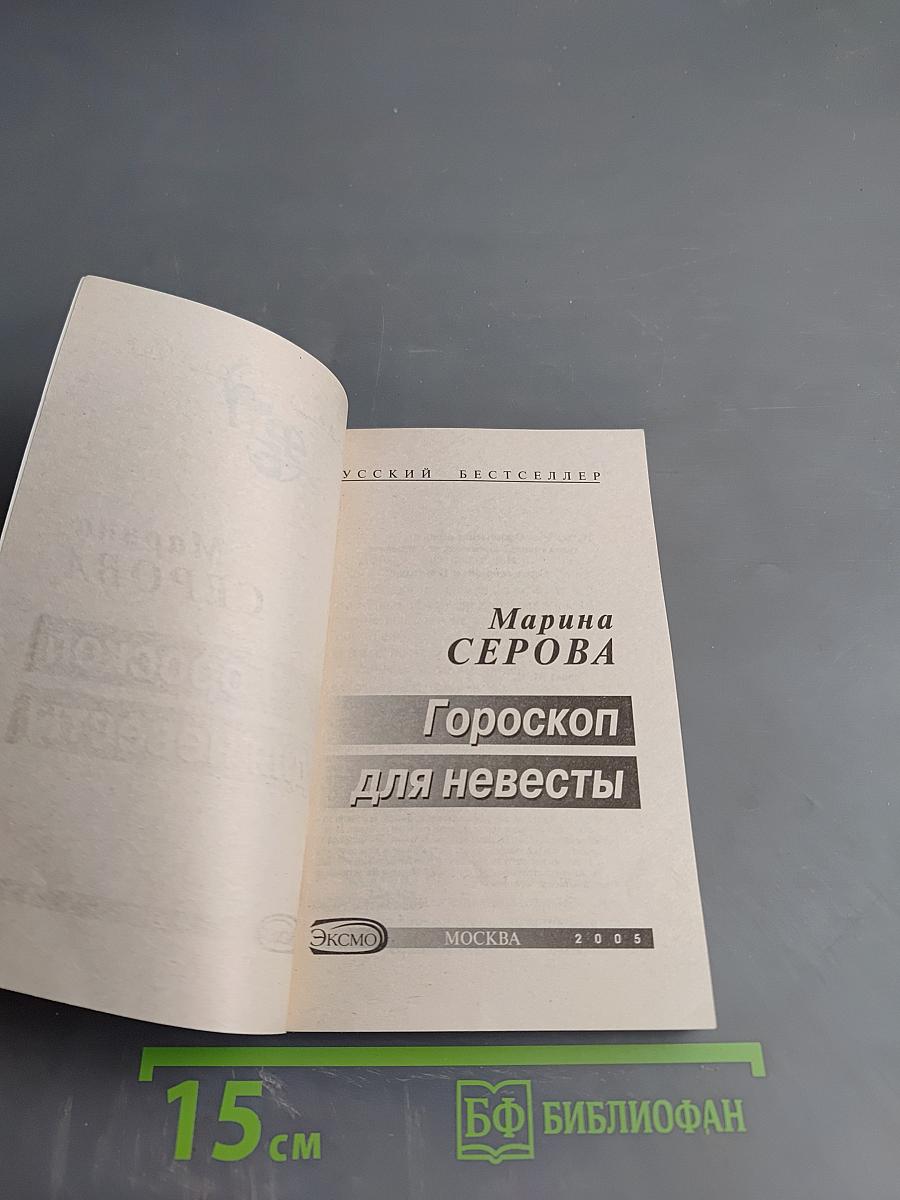 УССКИЙ БЕСТСЕЛЛЕР
Марина
СЕРОВА
Гороскоп
для невесты
ЭКСМО
МОСКВА 2005
15 см
БФ БИБЛИОФАН